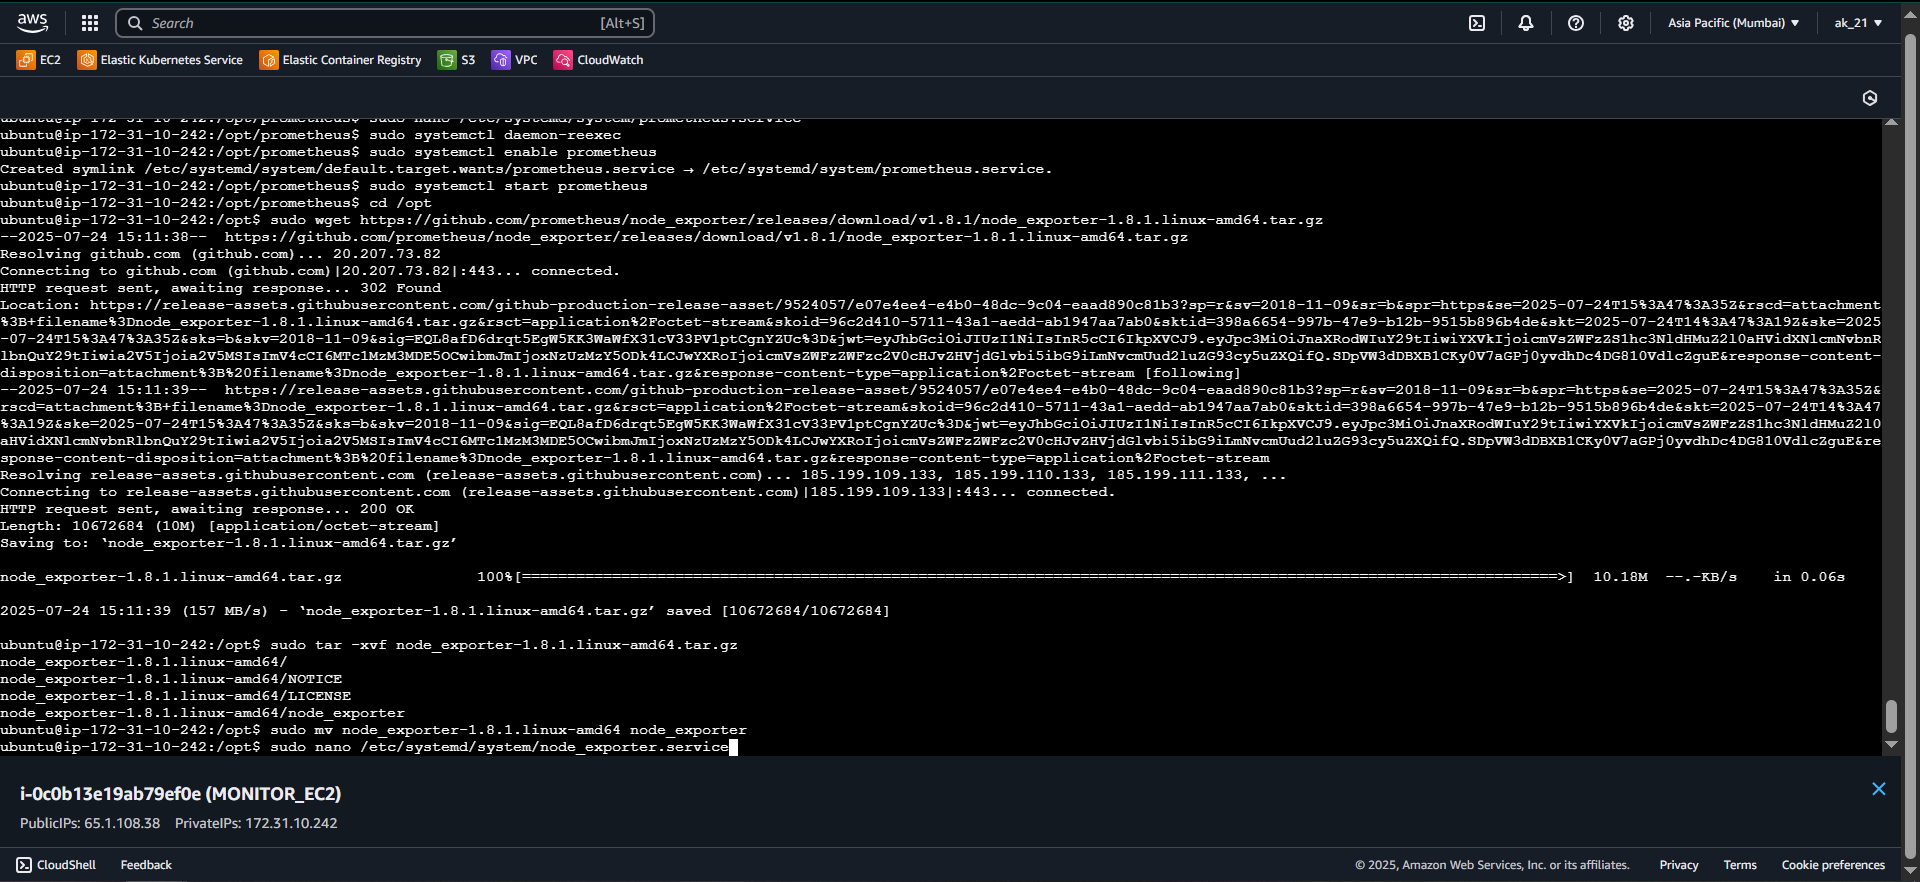 aws
Search [Alt+S]
Asia Pacific (Mumbai)
ak_21
EC2
Elastic Kubernetes Service
Elastic Container Registry
S3
VPC
CloudWatch
ubuntu@ip-172-31-10-242:/opt/prometheus$ sudo nano /etc/systemd/system/prometheus.service
ubuntu@ip-172-31-10-242:/opt/prometheus$ sudo systemctl daemon-reexec
ubuntu@ip-172-31-10-242:/opt/prometheus$ sudo systemctl enable prometheus
Created symlink /etc/systemd/system/default.target.wants/prometheus.service → /etc/systemd/system/prometheus.service.
ubuntu@ip-172-31-10-242:/opt/prometheus$ sudo systemctl start prometheus
ubuntu@ip-172-31-10-242:/opt/prometheus$ cd /opt
ubuntu@ip-172-31-10-242:/opt$ sudo wget https://github.com/prometheus/node_exporter/releases/download/v1.8.1/node_exporter-1.8.1.linux-amd64.tar.gz
--2025-07-24 15:11:38-- https://github.com/prometheus/node_exporter/releases/download/v1.8.1/node_exporter-1.8.1.linux-amd64.tar.gz
Resolving github.com (github.com)... 20.207.73.82
Connecting to github.com (github.com)|20.207.73.82|:443... connected.
HTTP request sent, awaiting response... 302 Found
Location: https://release-assets.githubusercontent.com/github-production-release-asset/9524057/e07e4ee4-e4b0-48dc-9c04-eaad890c81b3?sp=r&sv=2018-11-09&sr=b&spr=https&se=2025-07-24T15%3A47%3A35Z&rscd=attachment
%3B+filename%3Dnode_exporter-1.8.1.linux-amd64.tar.gz&rsct=application%2Foctet-stream&skoid=96c2d410-5711-43a1-aedd-ab1947aa7ab0&sktid=398a6654-997b-47e9-b12b-9515b896b4de&skt=2025-07-24T14%3A47%3A19Z&ske=2025
-07-24T15%3A47%3A35Z&sks=b&skv=2018-11-09&sig=EQL8afD6drqt5EgW5KK3WaWfX31cV33PV1ptCgnYZUc%3D&jwt=
disposition=attachment%3B%20filename%3Dnode_exporter-1.8.1.linux-amd64.tar.gz&response-content-type=application%2Foctet-stream [following]
--2025-07-24 15:11:39-- https://release-assets.githubusercontent.com/github-production-release-asset/9524057/e07e4ee4-e4b0-48dc-9c04-eaad890c81b3?sp=r&sv=2018-11-09&sr=b&spr=https&se=2025-07-24T15%3A47%3A35Z&
rscd=attachment%3B+filename%3Dnode_exporter-1.8.1.linux-amd64.tar.gz&rsct=application%2Foctet-stream&skoid=96c2d410-5711-43a1-aedd-ab1947aa7ab0&sktid=398a6654-997b-47e9-b12b-9515b896b4de&skt=2025-07-24T14%3A47
%3A19Z&ske=2025-07-24T15%3A47%3A35Z&sks=b&skv=2018-11-09&sig=EQL8afD6drqt5EgW5KK3WaWfX31cV33PV1ptCgnYZUc%3D&jwt=
sponse-content-disposition=attachment%3B%20filename%3Dnode_exporter-1.8.1.linux-amd64.tar.gz&response-content-type=application%2Foctet-stream
Resolving release-assets.githubusercontent.com (release-assets.githubusercontent.com)... 185.199.109.133, 185.199.110.133, 185.199.111.133, ...
Connecting to release-assets.githubusercontent.com (release-assets.githubusercontent.com)|185.199.109.133|:443... connected.
HTTP request sent, awaiting response... 200 OK
Length: 10672684 (10M) [application/octet-stream]
Saving to: ‘node_exporter-1.8.1.linux-amd64.tar.gz’
node_exporter-1.8.1.linux-amd64.tar.gz 100%[===================================================================================================================>] 10.18M --.-KB/s in 0.06s
2025-07-24 15:11:39 (157 MB/s) - ‘node_exporter-1.8.1.linux-amd64.tar.gz’ saved [10672684/10672684]
ubuntu@ip-172-31-10-242:/opt$ sudo tar -xvf node_exporter-1.8.1.linux-amd64.tar.gz
node_exporter-1.8.1.linux-amd64/
node_exporter-1.8.1.linux-amd64/NOTICE
node_exporter-1.8.1.linux-amd64/LICENSE
node_exporter-1.8.1.linux-amd64/node_exporter
ubuntu@ip-172-31-10-242:/opt$ sudo mv node_exporter-1.8.1.linux-amd64 node_exporter
ubuntu@ip-172-31-10-242:/opt$ sudo nano /etc/systemd/system/node_exporter.service
i-0c0b13e19ab79ef0e (MONITOR_EC2)
PublicIPs: 65.1.108.38 PrivateIPs: 172.31.10.242
CloudShell Feedback
© 2025, Amazon Web Services, Inc. or its affiliates. Privacy Terms Cookie preferences